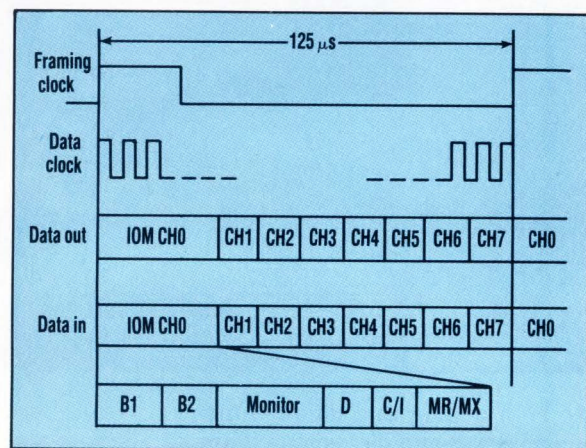 125 μs
Framing
clock
Data
clock
Data out IOM CH0 CH1 CH2 CH3 CH4 CH5 CH6 CH7 CH0
Data in IOM CH0 CH1 CH2 CH3 CH4 CH5 CH6 CH7 CH0
B1 B2 Monitor D C/I MR/MX